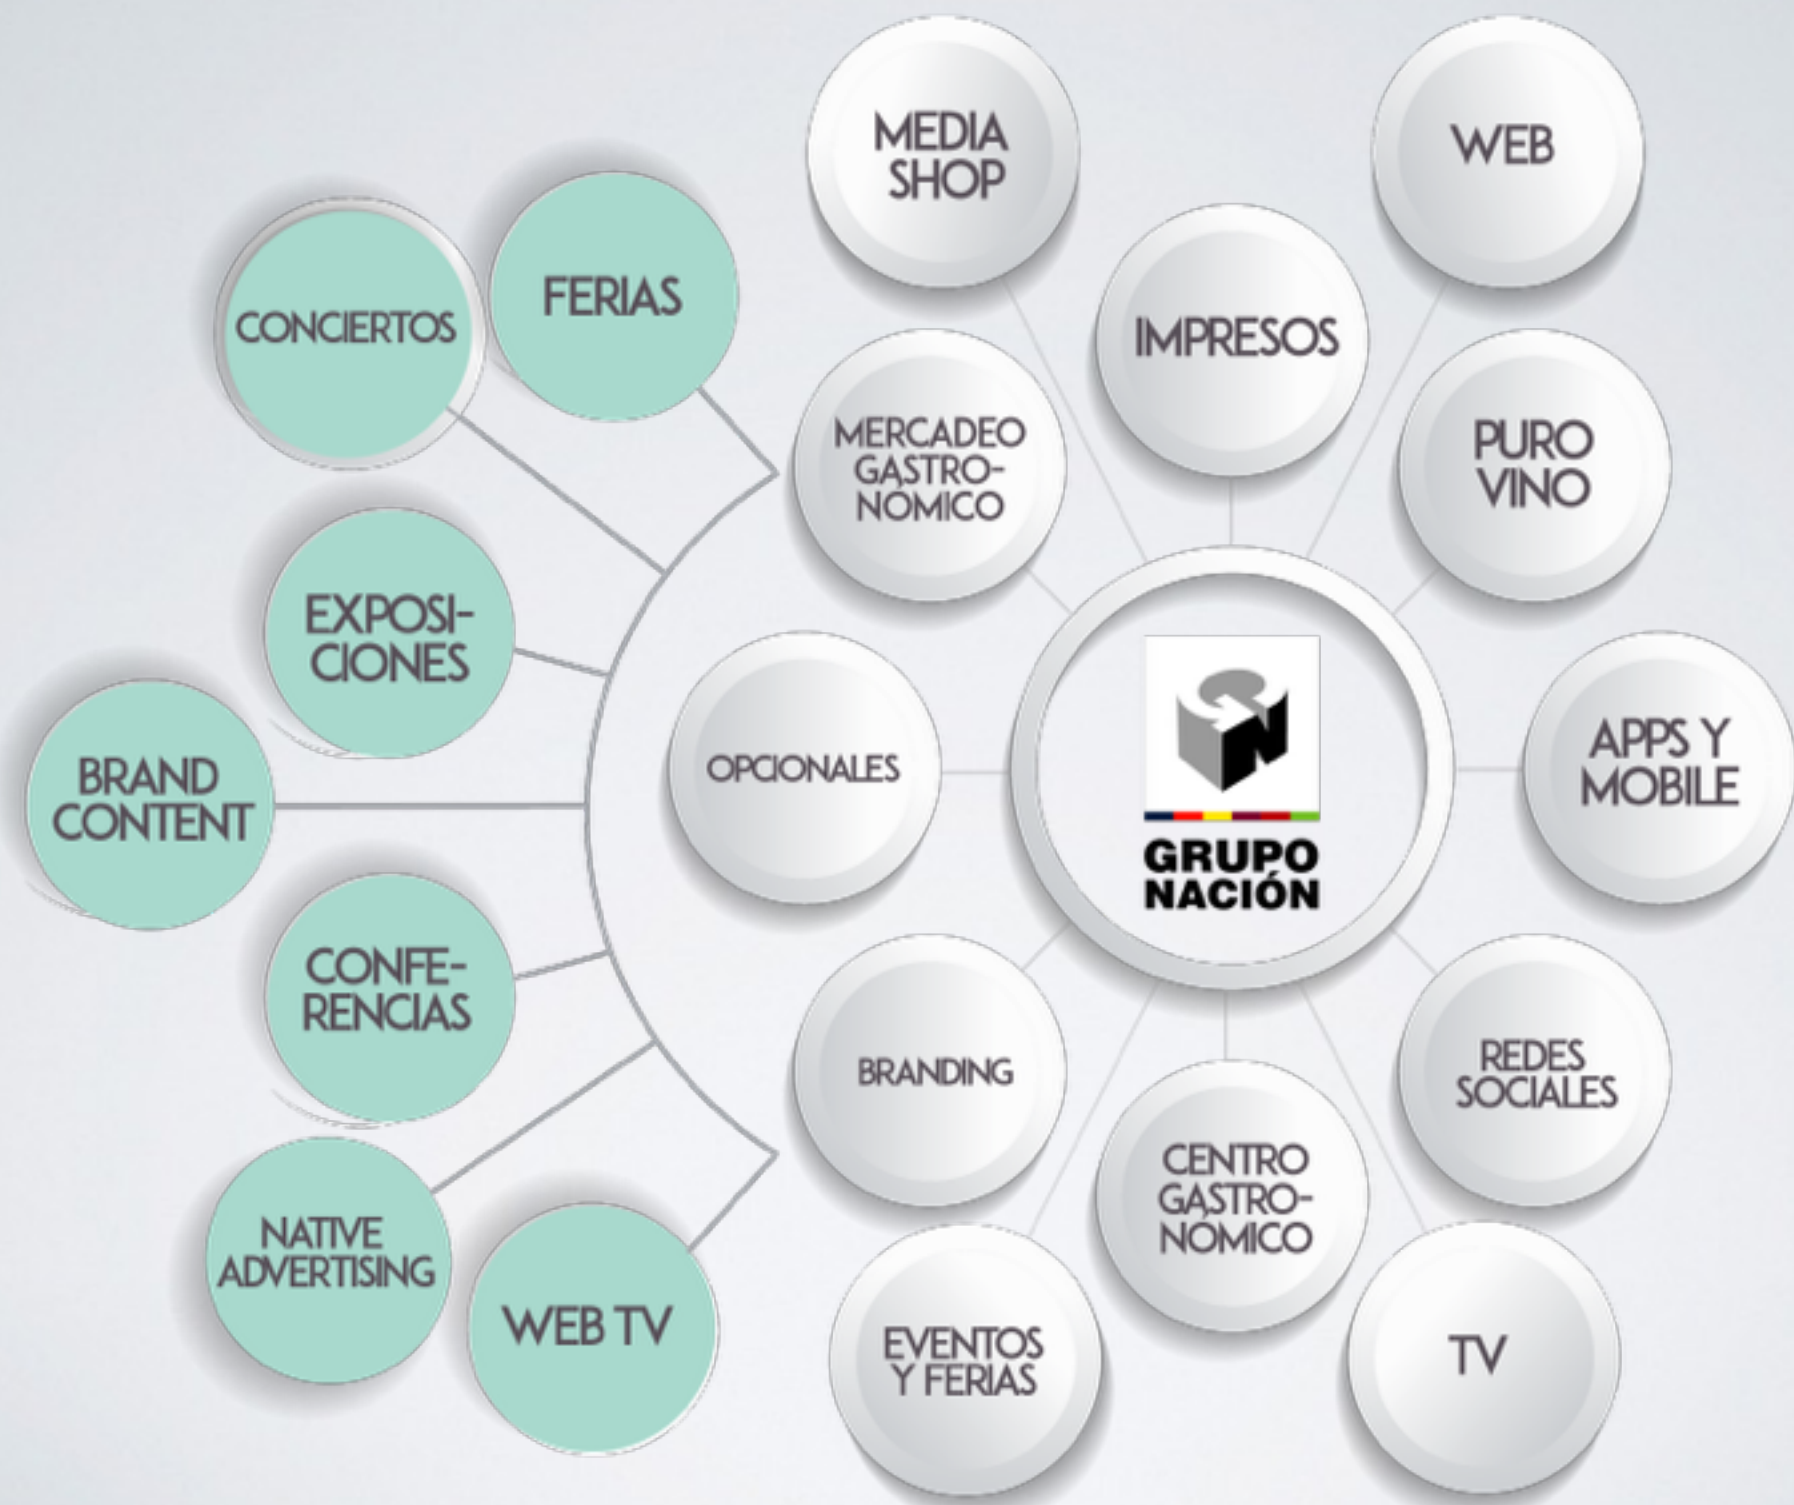 MEDIA
SHOP
WEB
CONCIERTOS
FERIAS
IMPRESOS
MERCADEO
GASTRO-
NÓMICO
PURO
VINO
EXPOSI-
CIONES
BRAND
CONTENT
OPCIONALES
GN
GRUPO
NACIÓN
APPS Y
MOBILE
CONFE-
RENCIAS
BRANDING
REDES
SOCIALES
CENTRO
GASTRO-
NÓMICO
NATIVE
ADVERTISING
WEB TV
EVENTOS
Y FERIAS
TV